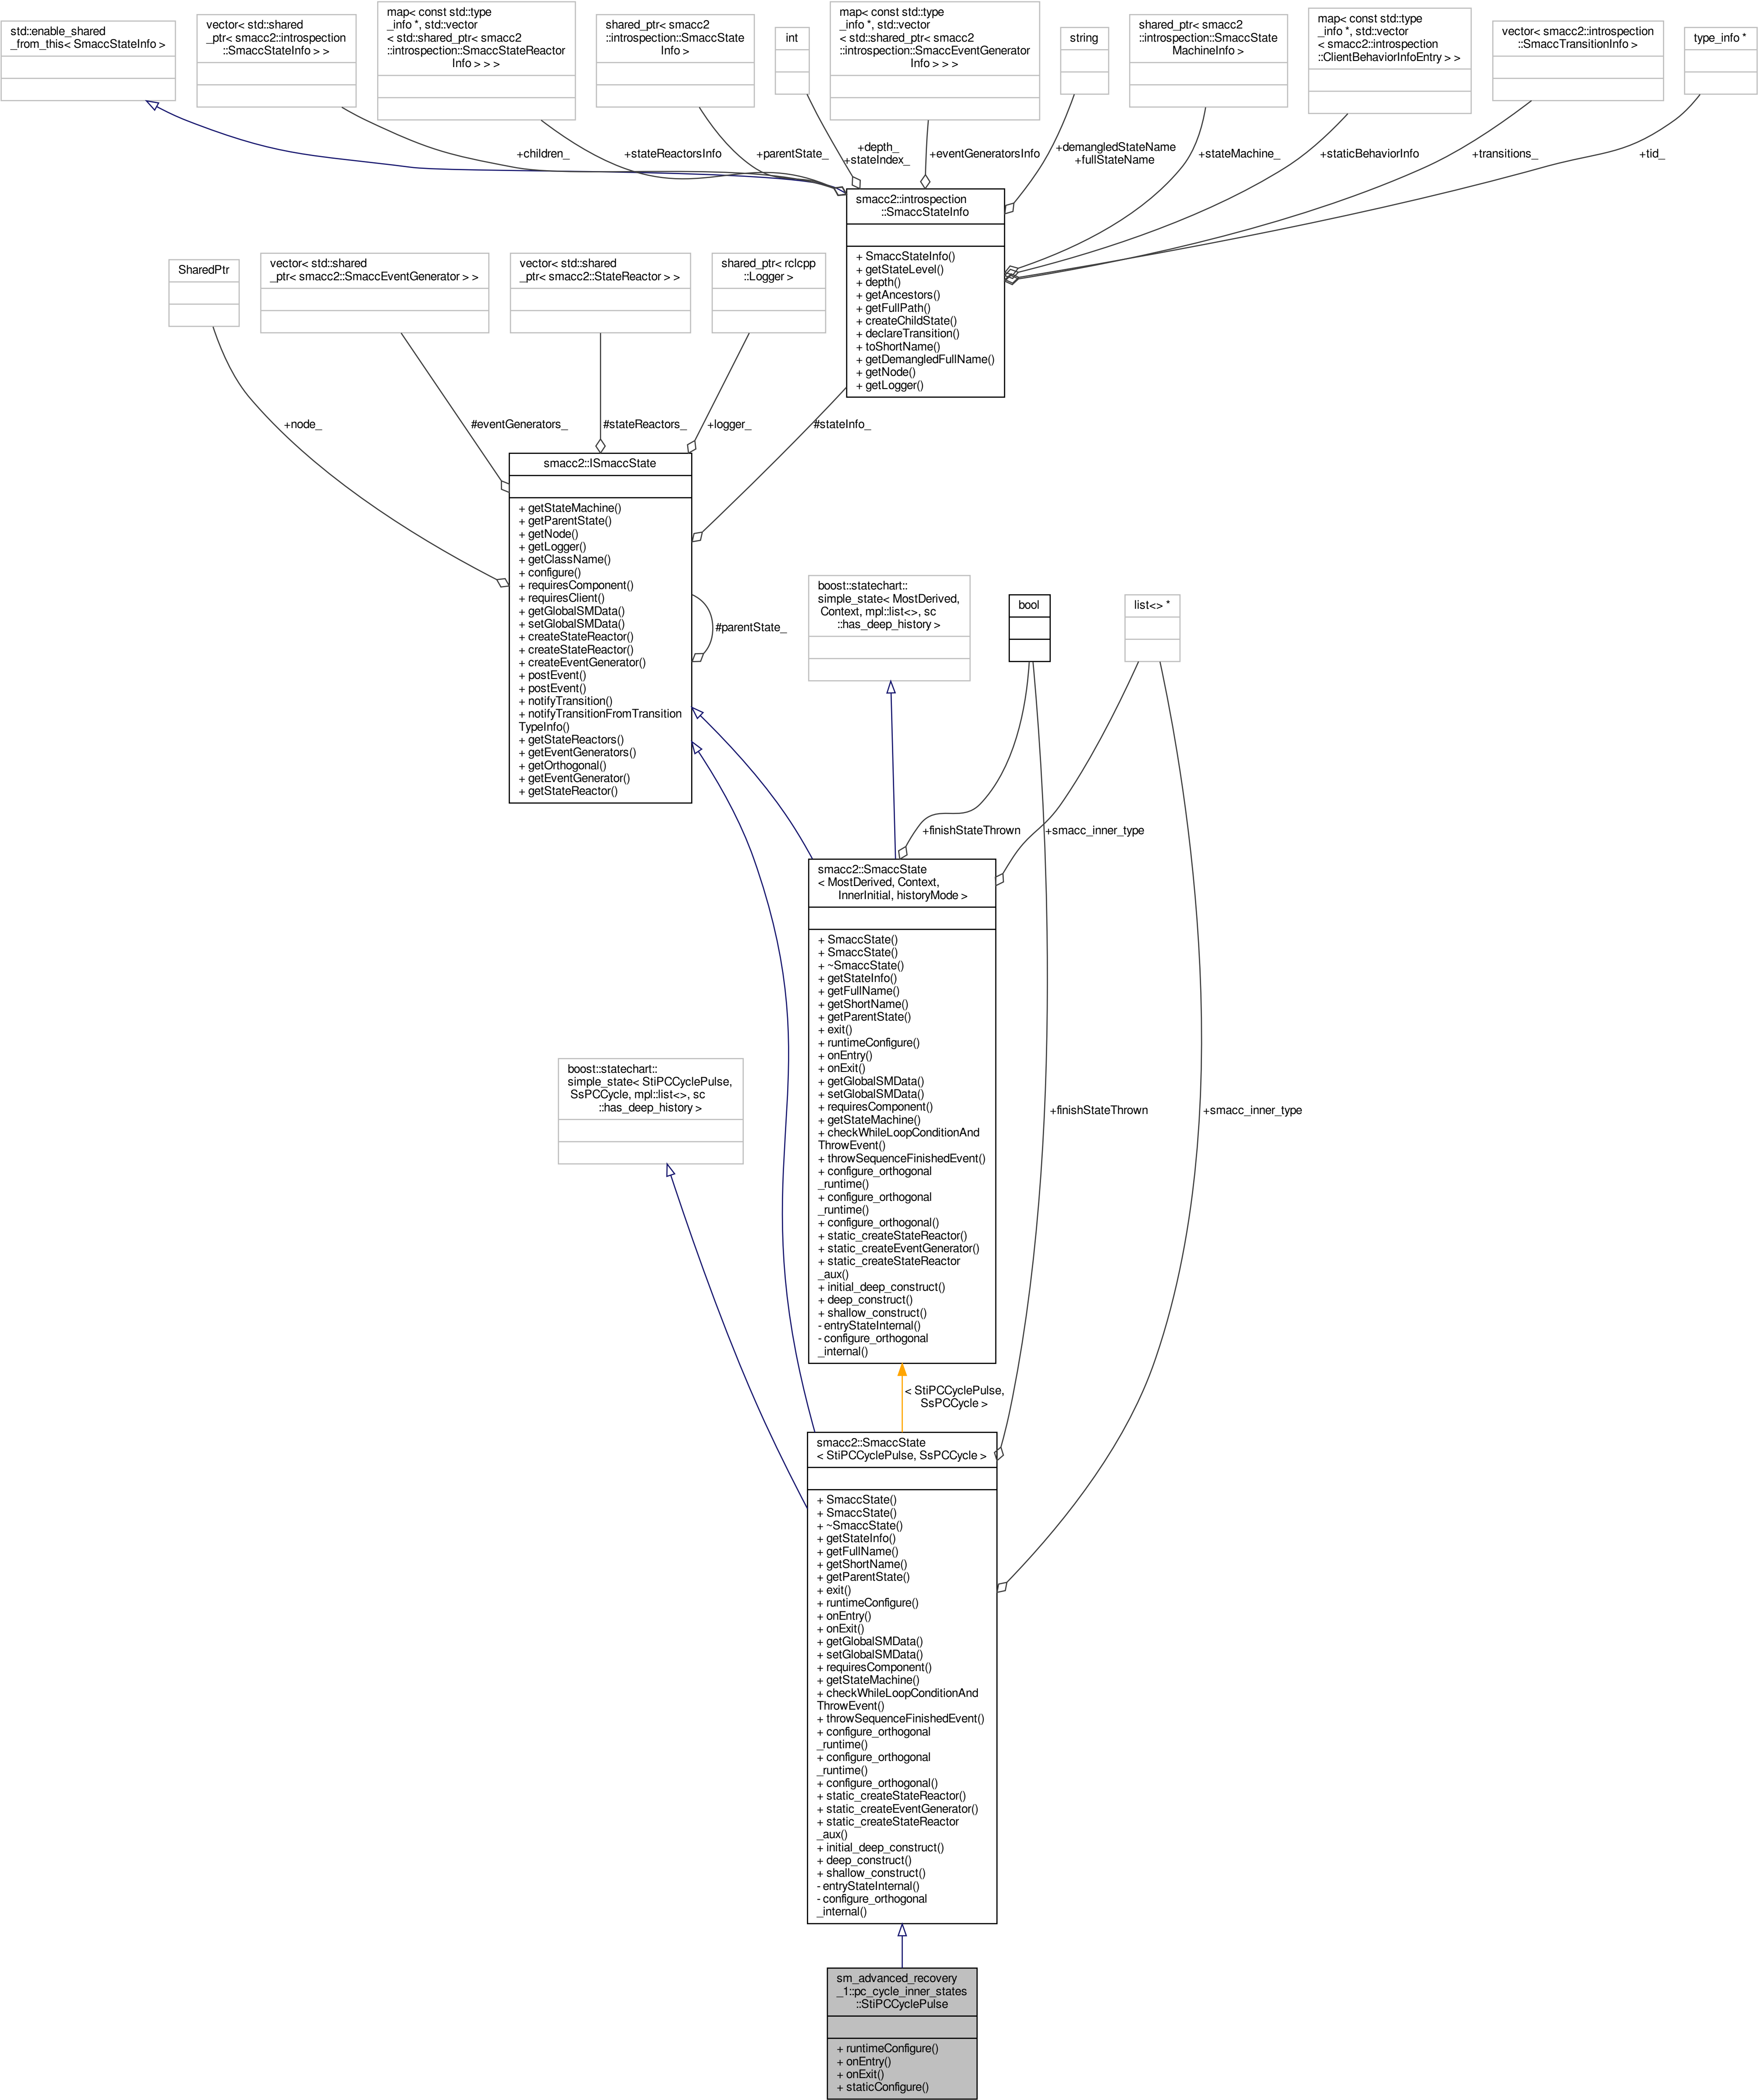 std::enable_shared
_from_this< SmaccStateInfo >
vector< std::shared
_ptr< smacc2::introspection
::SmaccStateInfo > >
map< const std::type
_info *, std::vector
< std::shared_ptr< smacc2
::introspection::SmaccStateReactor
Info > > >
shared_ptr< smacc2
::introspection::SmaccState
Info >
int
map< const std::type
_info *, std::vector
< std::shared_ptr< smacc2
::introspection::SmaccEventGenerator
Info > > >
string
shared_ptr< smacc2
::introspection::SmaccState
MachineInfo >
map< const std::type
_info *, std::vector
< smacc2::introspection
::ClientBehaviorInfoEntry > >
vector< smacc2::introspection
::SmaccTransitionInfo >
type_info *
+children_
+stateReactorsInfo
+parentState_
+depth_
+stateIndex_
+eventGeneratorsInfo
+demangledStateName
+fullStateName
+stateMachine_
+staticBehaviorInfo
+transitions_
+tid_
smacc2::introspection
::SmaccStateInfo
+ SmaccStateInfo()
+ getStateLevel()
+ depth()
+ getAncestors()
+ getFullPath()
+ createChildState()
+ declareTransition()
+ toShortName()
+ getDemangledFullName()
+ getNode()
+ getLogger()
SharedPtr
vector< std::shared
_ptr< smacc2::SmaccEventGenerator > >
vector< std::shared
_ptr< smacc2::StateReactor > >
shared_ptr< rclcpp
::Logger >
+node_
#eventGenerators_
#stateReactors_
+logger_
#stateInfo_
smacc2::ISmaccState
+ getStateMachine()
+ getParentState()
+ getNode()
+ getLogger()
+ getClassName()
+ configure()
+ requiresComponent()
+ requiresClient()
+ getGlobalSMData()
+ setGlobalSMData()
+ createStateReactor()
+ createStateReactor()
+ createEventGenerator()
+ postEvent()
+ postEvent()
+ notifyTransition()
+ notifyTransitionFromTransition
TypeInfo()
+ getStateReactors()
+ getEventGenerators()
+ getOrthogonal()
+ getEventGenerator()
+ getStateReactor()
#parentState_
boost::statechart::
simple_state< MostDerived,
Context, mpl::list<>, sc
::has_deep_history >
bool
list<> *
+finishStateThrown
+smacc_inner_type
smacc2::SmaccState
< MostDerived, Context,
InnerInitial, historyMode >
+ SmaccState()
+ SmaccState()
+ ~SmaccState()
+ getStateInfo()
+ getFullName()
+ getShortName()
+ getParentState()
+ exit()
+ runtimeConfigure()
+ onEntry()
+ onExit()
+ getGlobalSMData()
+ setGlobalSMData()
+ requiresComponent()
+ getStateMachine()
+ checkWhileLoopConditionAnd
ThrowEvent()
+ throwSequenceFinishedEvent()
+ configure_orthogonal
_runtime()
+ configure_orthogonal
_runtime()
+ configure_orthogonal()
+ static_createStateReactor()
+ static_createEventGenerator()
+ static_createStateReactor
_aux()
+ initial_deep_construct()
+ deep_construct()
+ shallow_construct()
- entryStateInternal()
- configure_orthogonal
_internal()
boost::statechart::
simple_state< StiPCCyclePulse,
SsPCCycle, mpl::list<>, sc
::has_deep_history >
+finishStateThrown
+smacc_inner_type
< StiPCCyclePulse,
SsPCCycle >
smacc2::SmaccState
< StiPCCyclePulse, SsPCCycle >
+ SmaccState()
+ SmaccState()
+ ~SmaccState()
+ getStateInfo()
+ getFullName()
+ getShortName()
+ getParentState()
+ exit()
+ runtimeConfigure()
+ onEntry()
+ onExit()
+ getGlobalSMData()
+ setGlobalSMData()
+ requiresComponent()
+ getStateMachine()
+ checkWhileLoopConditionAnd
ThrowEvent()
+ throwSequenceFinishedEvent()
+ configure_orthogonal
_runtime()
+ configure_orthogonal
_runtime()
+ configure_orthogonal()
+ static_createStateReactor()
+ static_createEventGenerator()
+ static_createStateReactor
_aux()
+ initial_deep_construct()
+ deep_construct()
+ shallow_construct()
- entryStateInternal()
- configure_orthogonal
_internal()
sm_advanced_recovery
_1::pc_cycle_inner_states
::StiPCCyclePulse
+ runtimeConfigure()
+ onEntry()
+ onExit()
+ staticConfigure()